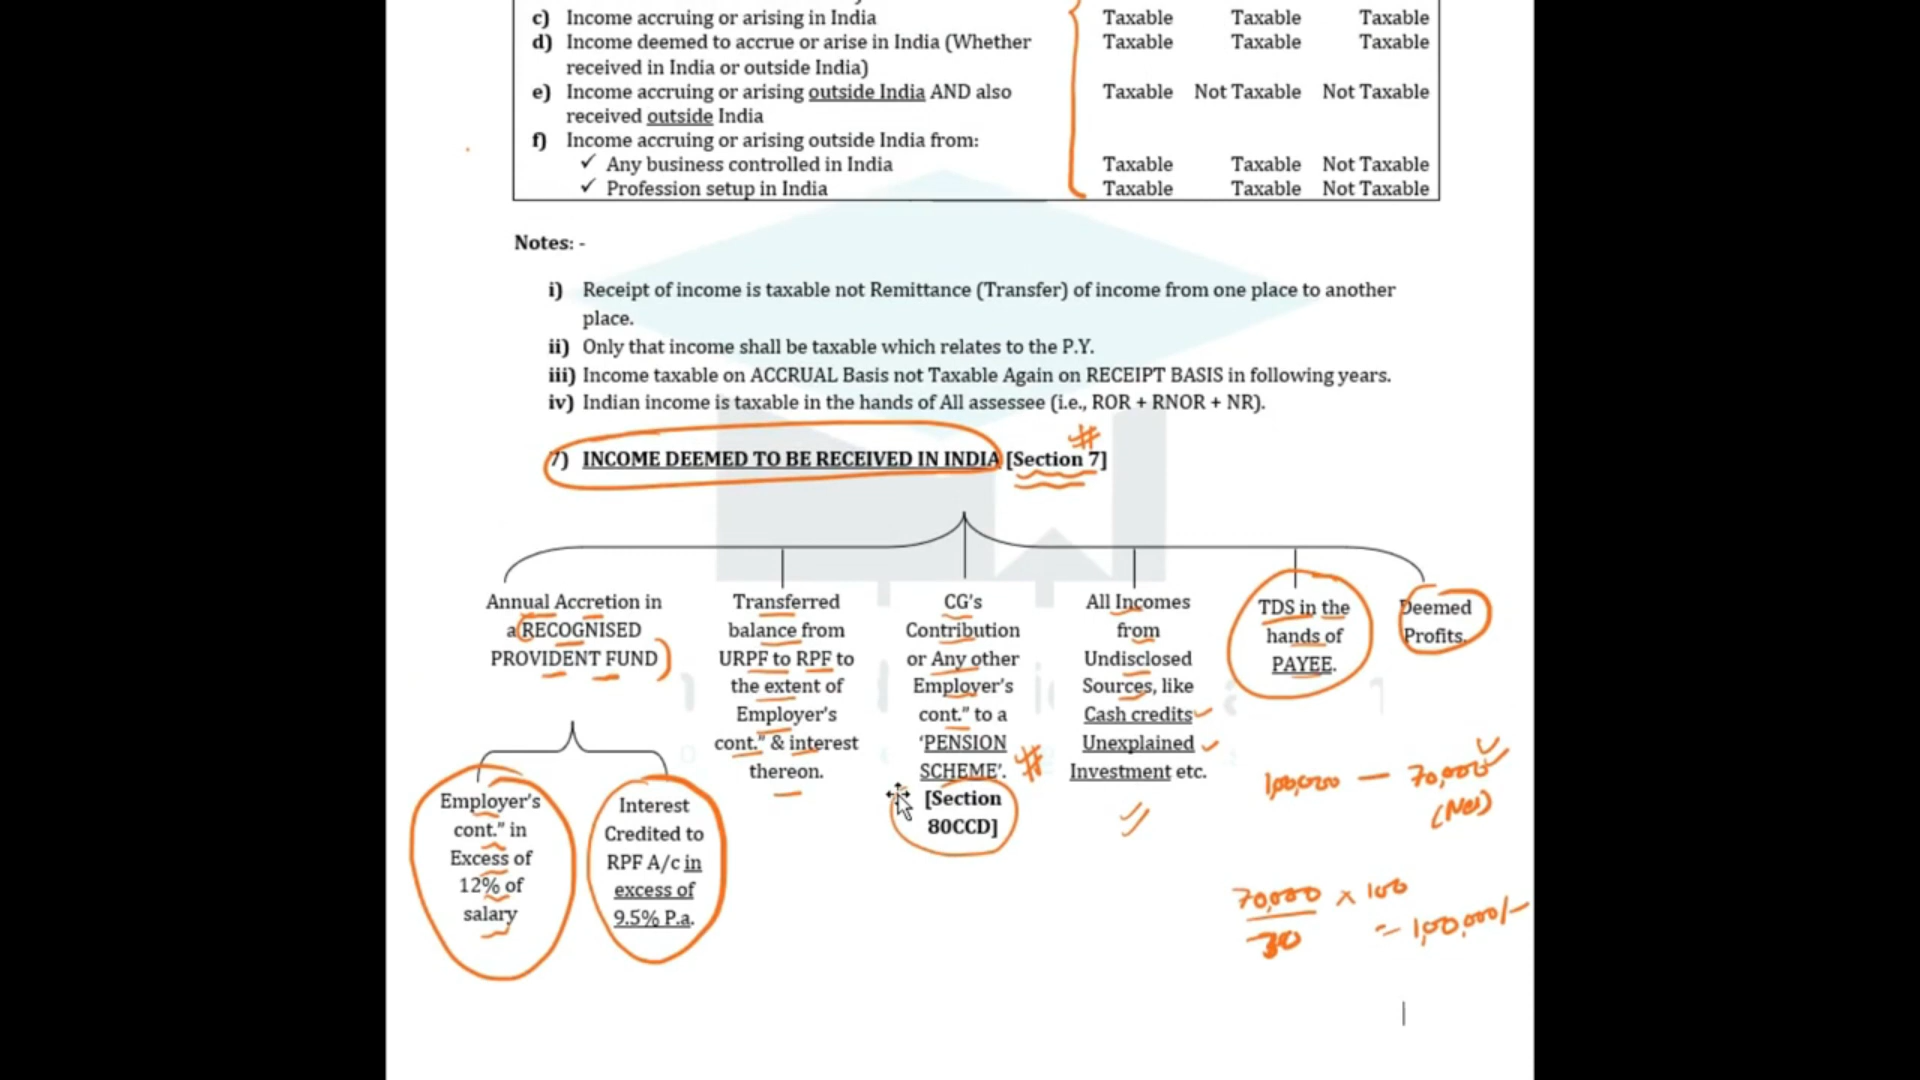 c) Income accruing or arising in India Taxable Taxable Taxable
d) Income deemed to accrue or arise in India (Whether Taxable Taxable Taxable
received in India or outside India)
e) Income accruing or arising outside India AND also Taxable Not Taxable Not Taxable
received outside India
f) Income accruing or arising outside India from:
✓ Any business controlled in India Taxable Taxable Not Taxable
✓ Profession setup in India Taxable Taxable Not Taxable
Notes: -
i) Receipt of income is taxable not Remittance (Transfer) of income from one place to another
place.
ii) Only that income shall be taxable which relates to the P.Y.
iii) Income taxable on ACCRUAL Basis not Taxable Again on RECEIPT BASIS in following years.
iv) Indian income is taxable in the hands of All assessee (i.e., ROR + RNOR + NR).
#
7) INCOME DEEMED TO BE RECEIVED IN INDIA [Section 7]
Annual Accretion in
a RECOGNISED
PROVIDENT FUND
Employer's
cont." in
Excess of
12% of
salary
Interest
Credited to
RPF A/c in
excess of
9.5% P.a.
Transferred
balance from
URPF to RPF to
the extent of
Employer's
cont." & interest
thereon.
CG's
Contribution
or Any other
Employer's
cont." to a
‘PENSION
SCHEME’. #
[Section
80CCD]
All Incomes
from
Undisclosed
Sources, like
Cash credits
Unexplained
Investment etc.
TDS in the
hands of
PAYEE.
Deemed
Profits.
1,00,000 — 70,000
(Net)
70,000 × 100
= 1,00,000/-